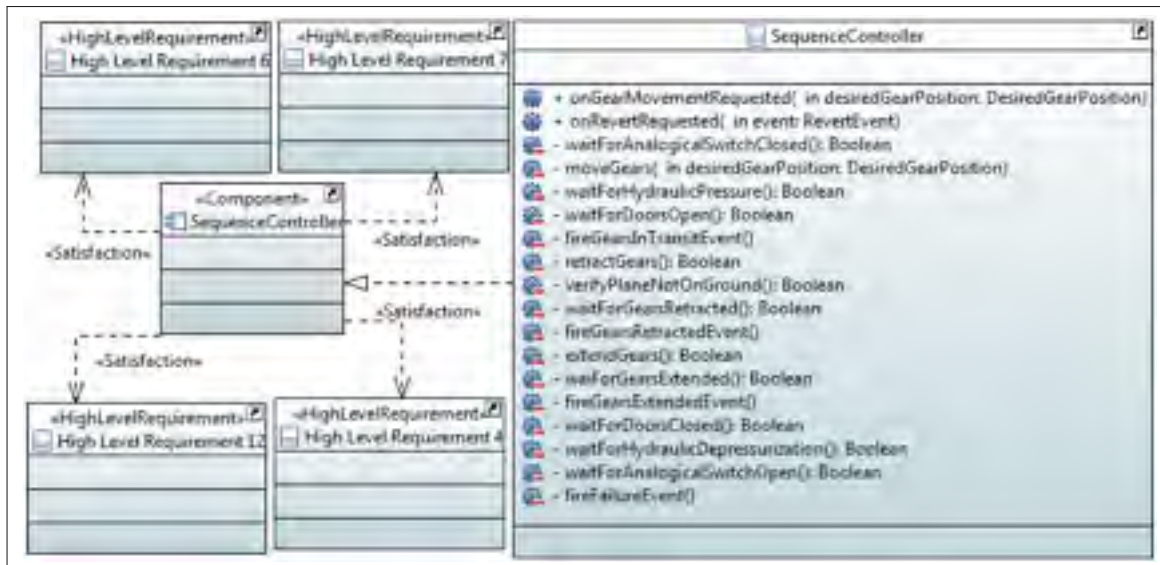 «HighLevelRequirement»
High Level Requirement 6
«HighLevelRequirement»
High Level Requirement 7
«Component»
SequenceController
«Satisfaction»
«Satisfaction»
«Satisfaction»
«Satisfaction»
«HighLevelRequirement»
High Level Requirement 12
«HighLevelRequirement»
High Level Requirement 4
SequenceController
+ onGearMovementRequested( in desiredGearPosition: DesiredGearPosition)
+ onRevertRequested( in event: RevertEvent)
- waitForAnalogicalSwitchClosed(): Boolean
- moveGears( in desiredGearPosition: DesiredGearPosition)
- waitForHydraulicPressure(): Boolean
- waitForDoorsOpen(): Boolean
- fireGearsInTransitEvent()
- retractGears(): Boolean
- verifyPlaneNotOnGround(): Boolean
- waitForGearsRetracted(): Boolean
- fireGearsRetractedEvent()
- extendGears(): Boolean
- waiForGearsExtended(): Boolean
- fireGearsExtendedEvent()
- waitForDoorsClosed(): Boolean
- waitForHydraulicDepressurization(): Boolean
- waitForAnalogicalSwitchOpen(): Boolean
- fireFailureEvent()